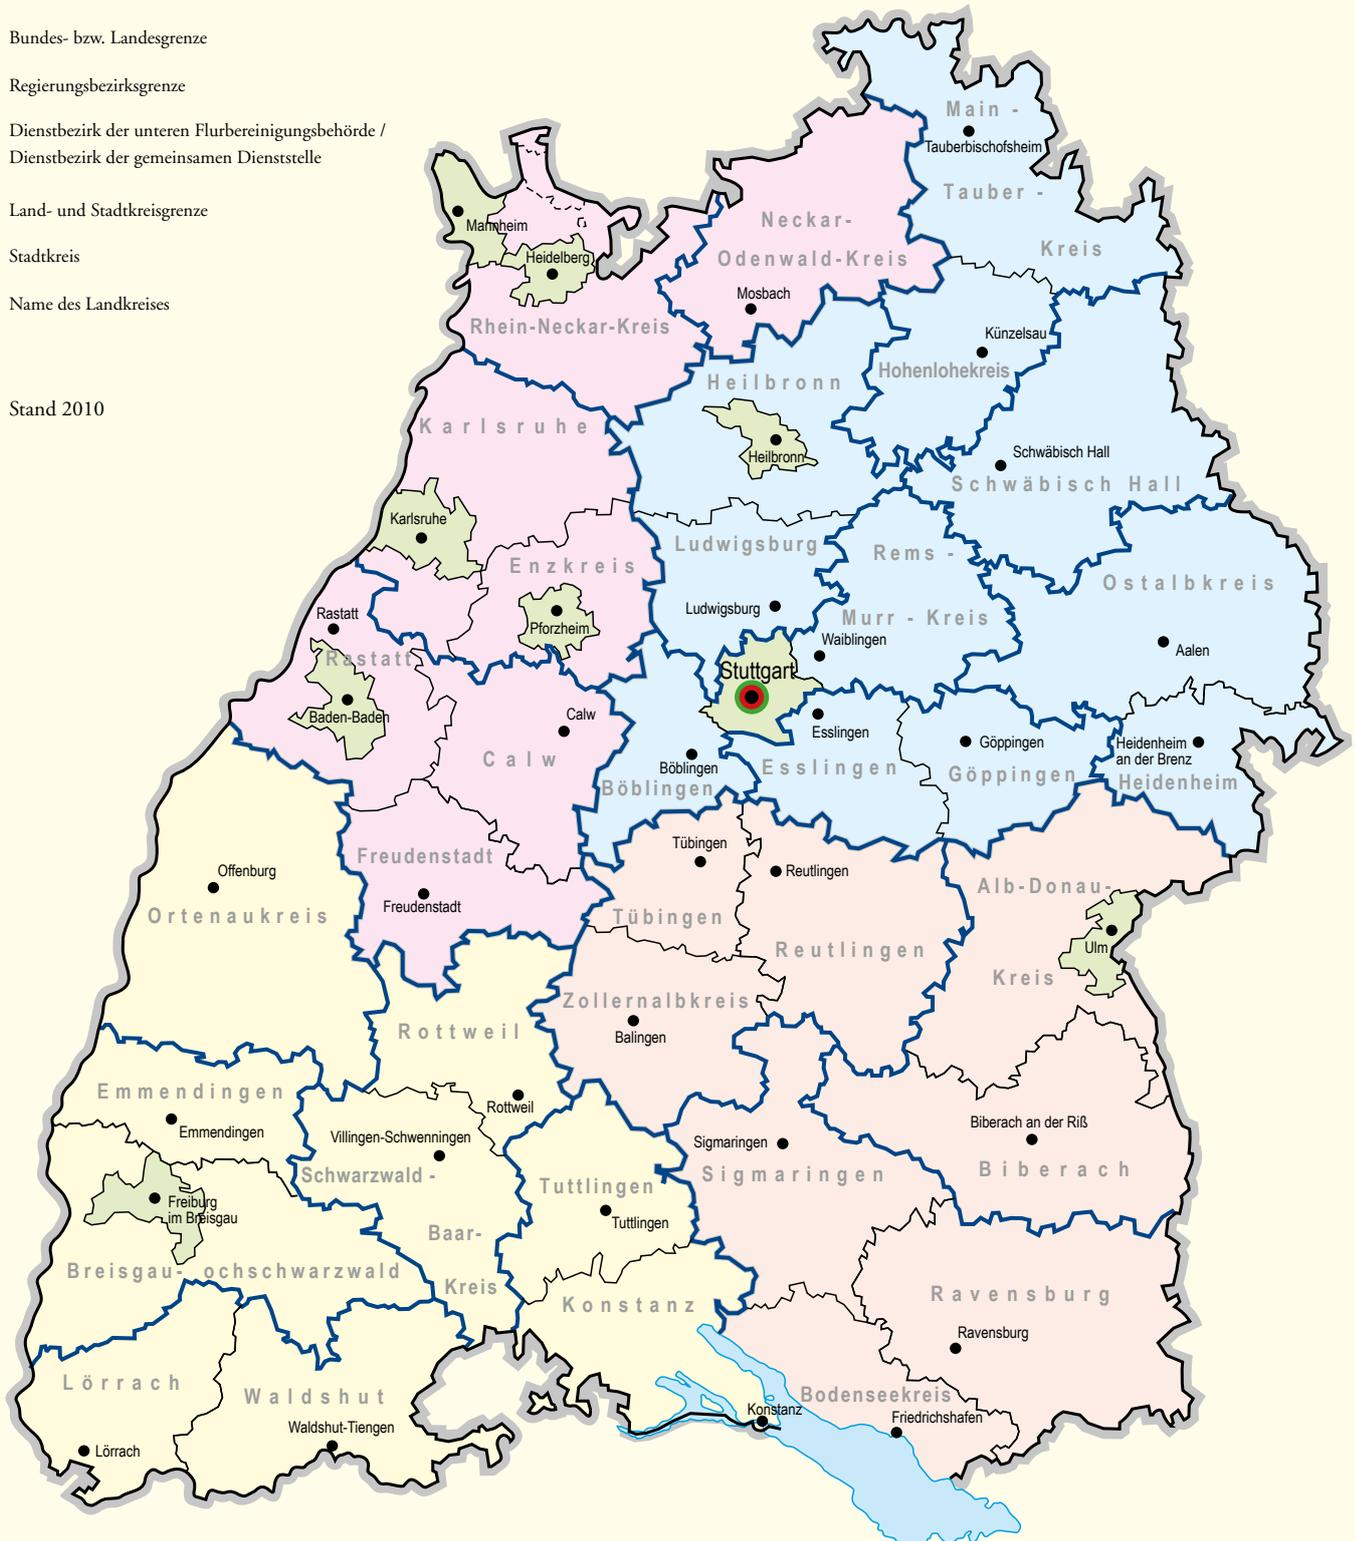 Bundes- bzw. Landesgrenze
Regierungsbezirksgrenze
Dienstbezirk der unteren Flurbereinigungsbehörde /
Dienstbezirk der gemeinsamen Dienststelle
Land- und Stadtkreisgrenze
Stadtkreis
Name des Landkreises
Stand 2010
Main -
Tauberbischofsheim
Tauber -
Kreis
Mannheim
Heidelberg
Rhein-Neckar-Kreis
Neckar-
Odenwald-Kreis
Mosbach
Künzelsau
Hohenlohekreis
Heilbronn
Heilbronn
Karlsruhe
Karlsruhe
Schwäbisch Hall
Schwäbisch Hall
Ludwigsburg
Ludwigsburg
Rems -
Murr - Kreis
Waiblingen
Enzkreis
Pforzheim
Ostalbkreis
Aalen
Rastatt
Rastatt
Baden-Baden
Stuttgart
Calw
Calw
Böblingen
Böblingen
Esslingen
Esslingen
Göppingen
Göppingen
Heidenheim
an der Brenz
Heidenheim
Freudenstadt
Freudenstadt
Offenburg
Ortenaukreis
Tübingen
Tübingen
Reutlingen
Reutlingen
Alb-Donau-
Kreis
Ulm
Zollernalbkreis
Balingen
Rottweil
Rottweil
Emmendingen
Emmendingen
Villingen-Schwenningen
Schwarzwald -
Baar-
Kreis
Freiburg
im Breisgau
Breisgau- ochschwarzwald
Tuttlingen
Tuttlingen
Sigmaringen
Sigmaringen
Biberach an der Riß
Biberach
Konstanz
Konstanz
Ravensburg
Ravensburg
Bodenseekreis
Friedrichshafen
Lörrach
Lörrach
Waldshut
Waldshut-Tiengen